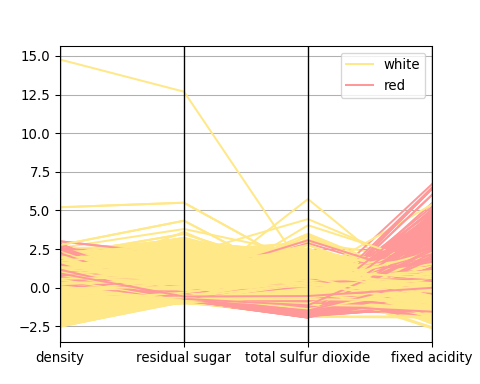 15.0
12.5
10.0
7.5
5.0
2.5
0.0
−2.5
white
red
density residual sugar total sulfur dioxide fixed acidity